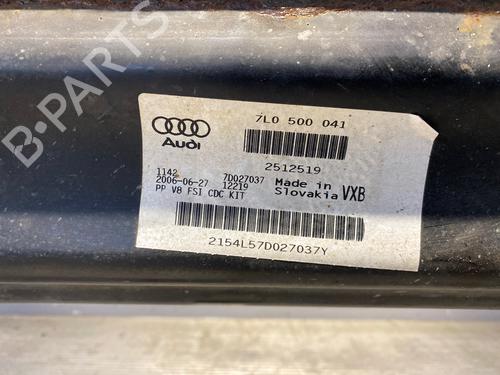 7L0 500 041
Audi
2512519
1142 7D027037
2006-06-27 12219 Made in
PP V8 FSI CDC KIT Slovakia VXB
2154L57D027037Y
B-PARTS